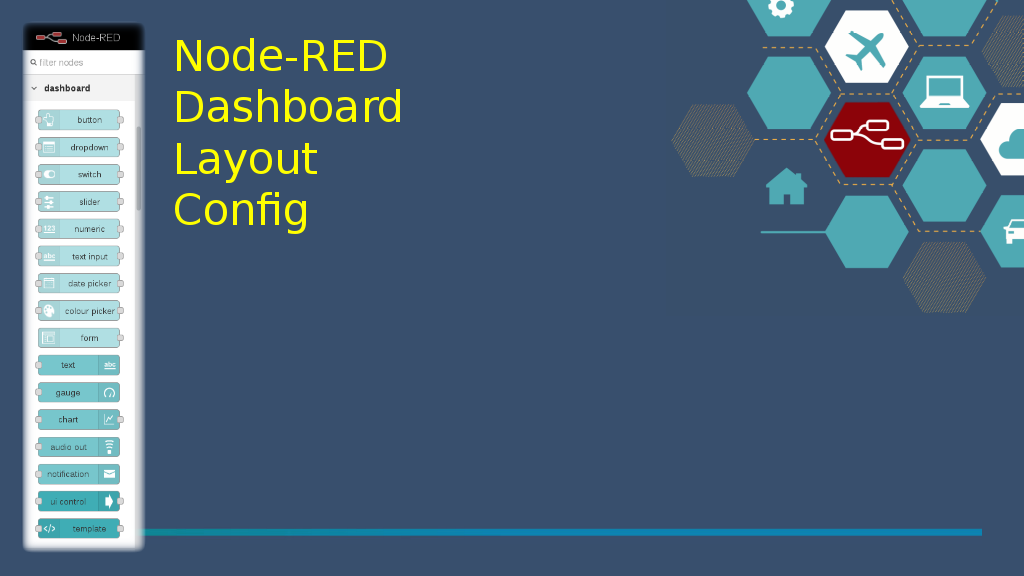 Node-RED
filter nodes
dashboard
button
dropdown
switch
slider
123
numeric
abc
text input
date picker
colour picker
form
text
abc
gauge
chart
audio out
notification
ui control
</>
template
Node-RED
Dashboard
Layout
Config